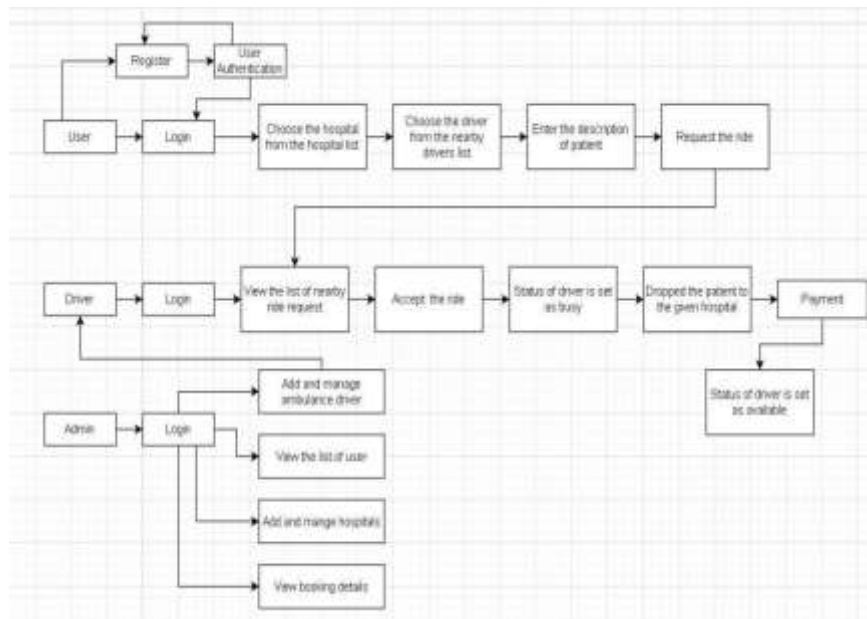 Register
User
Authentication
User
Login
Choose the hospital
from the hospital list
Choose the driver
from the nearby
drivers list
Enter the description
of patient
Request the ride
Driver
Login
View the list of nearby
ride request
Accept the ride
Status of driver is set
as busy
Dropped the patient to
the given hospital
Payment
Add and manage
ambulance driver
Status of driver is set
as available
Admin
Login
View the list of user
Add and mange hospitals
View booking details